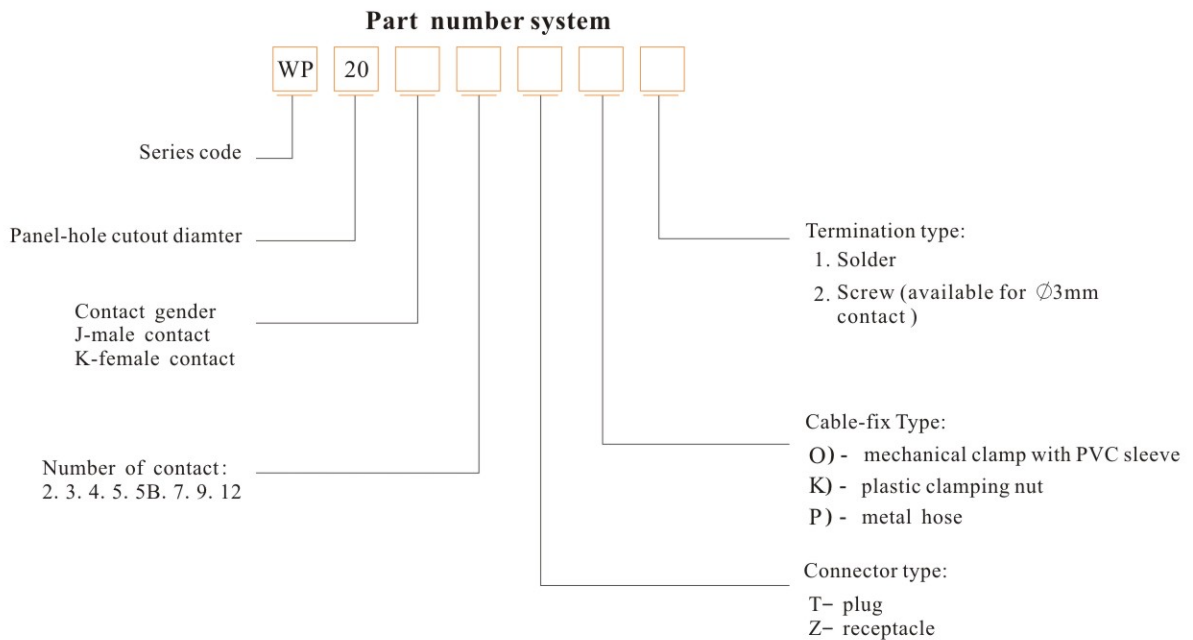 Part number system
WP 20
Series code
Panel-hole cutout diamter
Contact gender
J-male contact
K-female contact
Number of contact:
2. 3. 4. 5. 5B. 7. 9. 12
Termination type:
1. Solder
2. Screw (available for ∅3mm
contact )
Cable-fix Type:
O) - mechanical clamp with PVC sleeve
K) - plastic clamping nut
P) - metal hose
Connector type:
T– plug
Z– receptacle